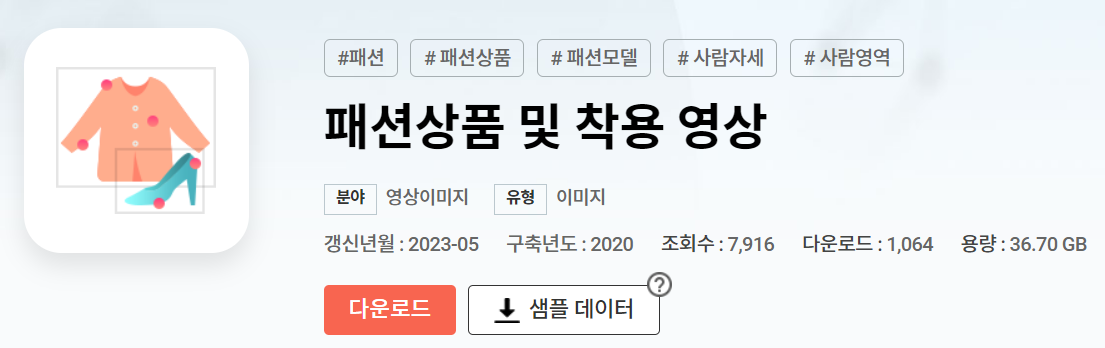 #패션 # 패션상품 # 패션모델 # 사람자세 # 사람영역
패션상품 및 착용 영상
분야 영상이미지 유형 이미지
갱신년월 : 2023-05 구축년도 : 2020 조회수 : 7,916 다운로드 : 1,064 용량 : 36.70 GB
다운로드 샘플 데이터 ?